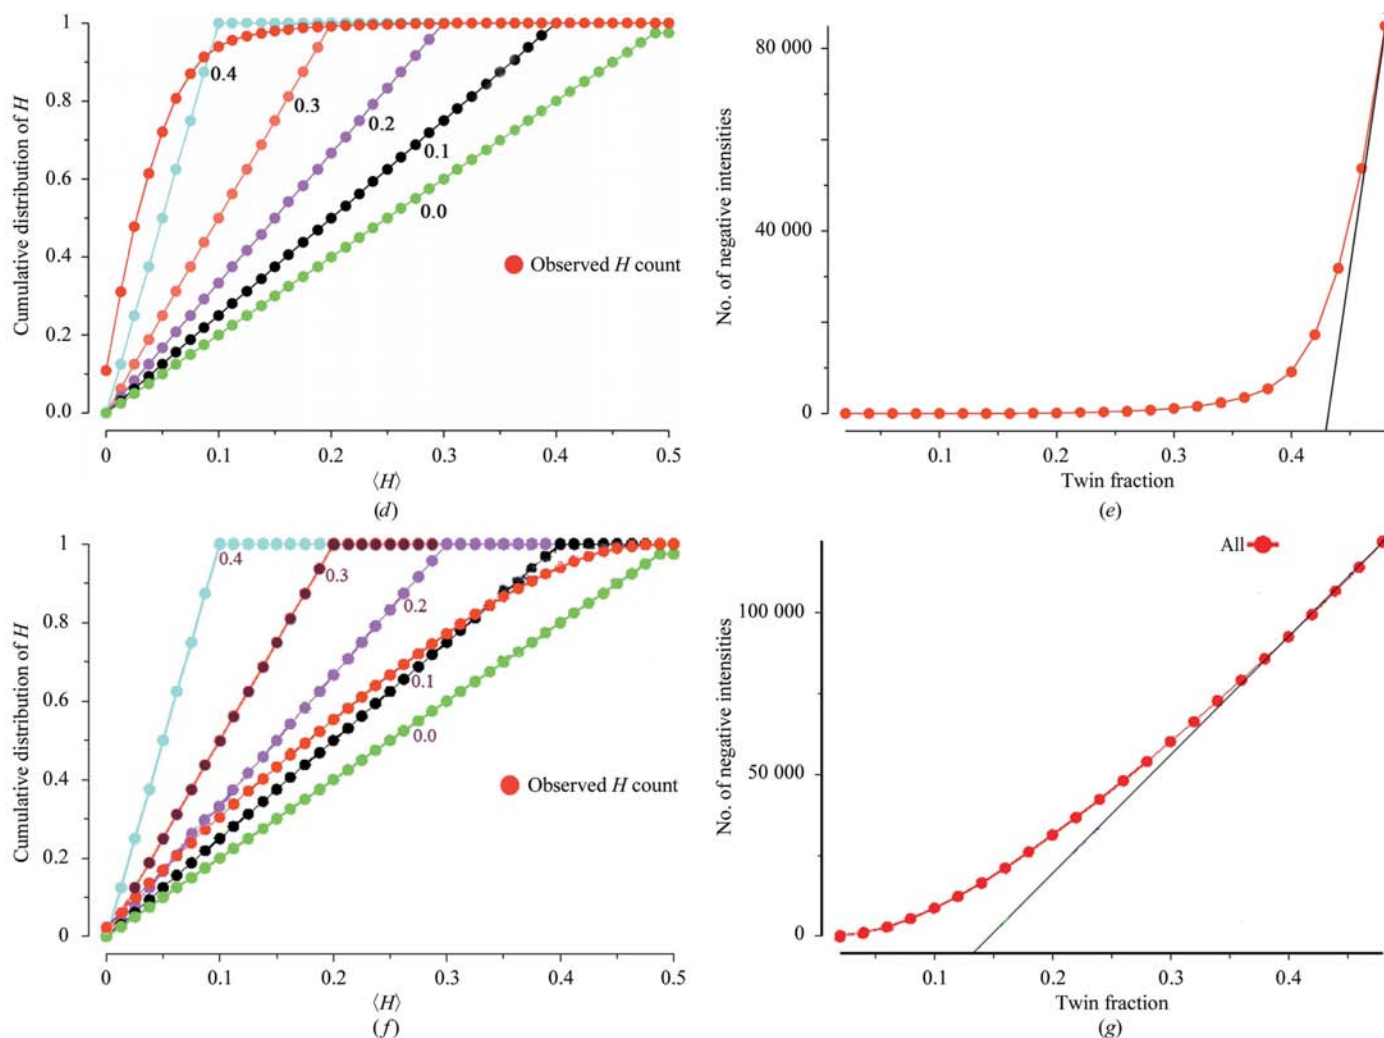 Cumulative distribution of H
1
0.8
0.6
0.4
0.2
0.0
0.4
0.3
0.2
0.1
0.0
Observed H count
0 0.1 0.2 0.3 0.4 0.5
⟨H⟩
(d)
No. of negative intensities
80 000
40 000
0
0.1 0.2 0.3 0.4
Twin fraction
(e)
Cumulative distribution of H
1
0.8
0.6
0.4
0.2
0
0.4
0.3
0.2
0.1
0.0
Observed H count
0 0.1 0.2 0.3 0.4 0.5
⟨H⟩
(f)
No. of negative intensities
All
100 000
50 000
0
0.1 0.2 0.3 0.4
Twin fraction
(g)